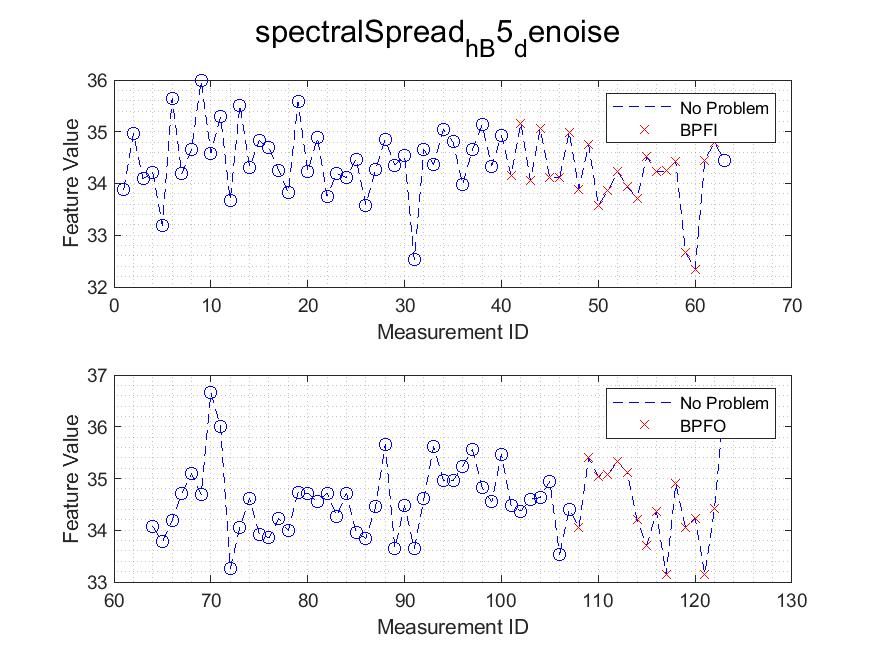 spectralSpread_hB5_denoise
36
35
34
33
32
Feature Value
No Problem
BPFI
0 10 20 30 40 50 60 70
Measurement ID
37
36
35
34
33
Feature Value
No Problem
BPFO
60 70 80 90 100 110 120 130
Measurement ID